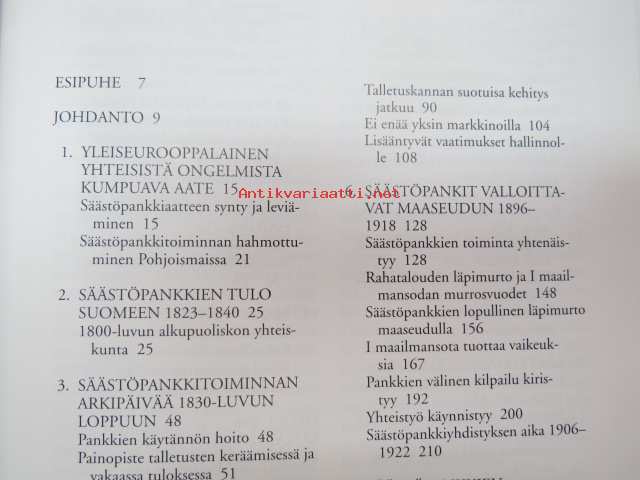 ESIPUHE 7
JOHDANTO 9
1. YLEISEUROOPPALAINEN
YHTEISISTÄ ONGELMISTA
KUMPUAVA AATE 15
Säästöpankkiaatteen synty ja leviä-
minen 15
Säästöpankkitoiminnan hahmottu-
minen Pohjoismaissa 21
2. SÄÄSTÖPANKKIEN TULO
SUOMEEN 1823–1840 25
1800-luvun alkupuoliskon yhteis-
kunta 25
3. SÄÄSTÖPANKKITOIMINNAN
ARKIPÄIVÄÄ 1830-LUVUN
LOPPUUN 48
Pankkien käytännön hoito 48
Painopiste talletusten keräämisessä ja
vakaassa tuloksessa 51
Talletuskannan suotuisa kehitys
jatkuu 90
Ei enää yksin markkinoilla 104
Lisääntyvät vaatimukset hallinnol-
le 108
6. SÄÄSTÖPANKIT VALLOITTA-
VAT MAASEUDUN 1896–
1918 128
Säästöpankkien toiminta yhtenäis-
tyy 128
Rahatalouden läpimurto ja I maail-
mansodan murrosvuodet 148
Säästöpankkien lopullinen läpimurto
maaseudulla 156
I maailmansota tuottaa vaikeuk-
sia 167
Pankkien välinen kilpailu kiris-
tyy 192
Yhteistyö käynnistyy 200
Säästöpankkiyhdistyksen aika 1906–
1922 210
Antikvariaatti.net